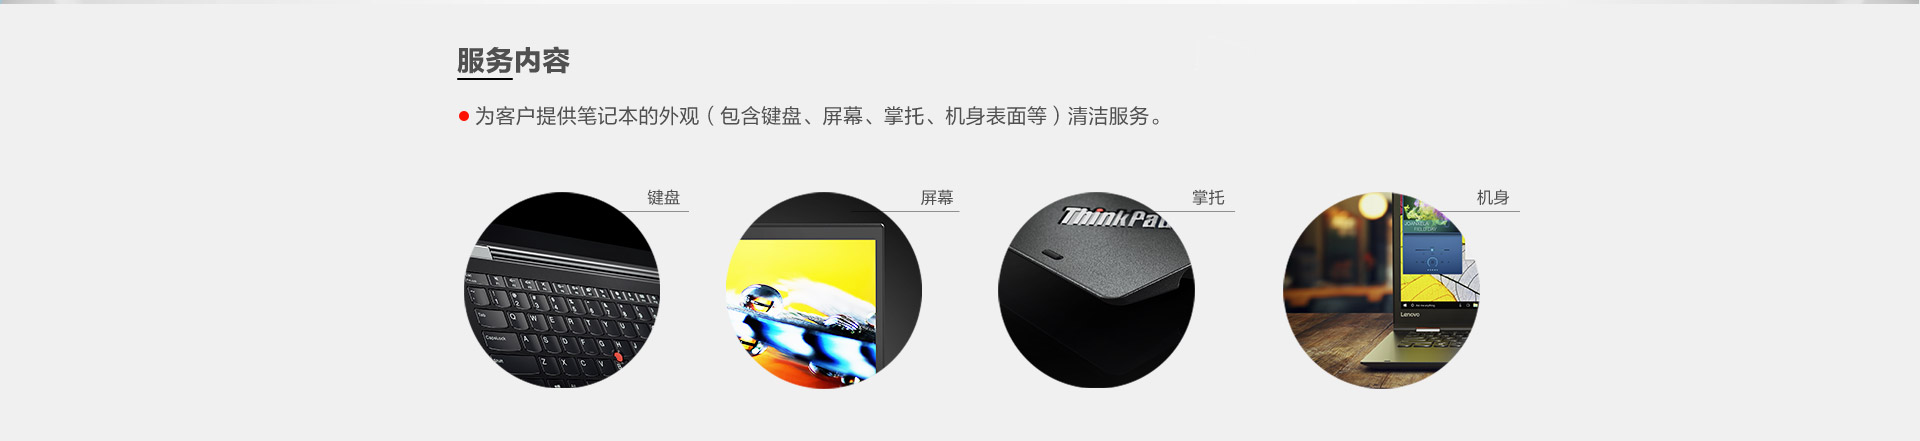 服务内容
为客户提供笔记本的外观（包含键盘、屏幕、掌托、机身表面等）清洁服务。
键盘
屏幕
掌托
机身
ThinkPad
Lenovo
Tab Q W E R T Y U
CapsLock A S D F G H
Z X C V